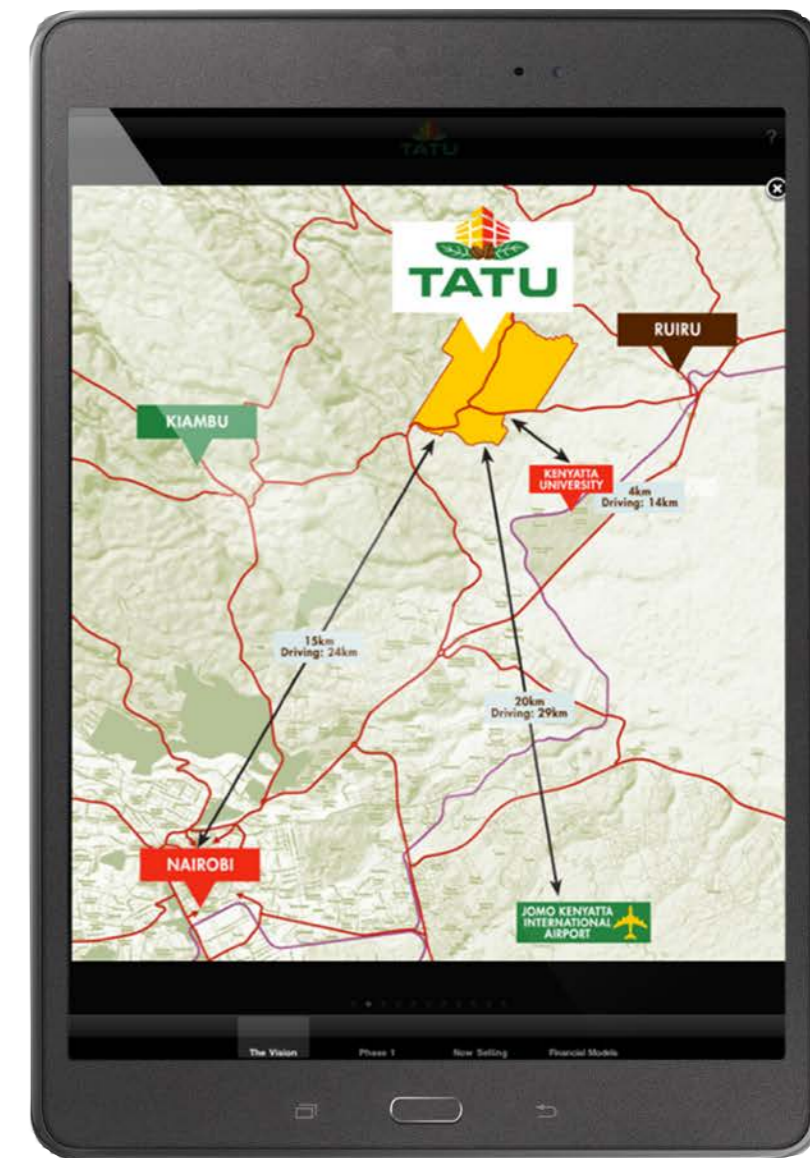 TATU
?
TATU
RUIRU
KIAMBU
KENYATTA
UNIVERSITY
4km
Driving: 14km
15km
Driving: 24km
20km
Driving: 29km
NAIROBI
JOMO KENYATTA
INTERNATIONAL
AIRPORT
The Vision
Phase 1
Now Selling
Financial Models